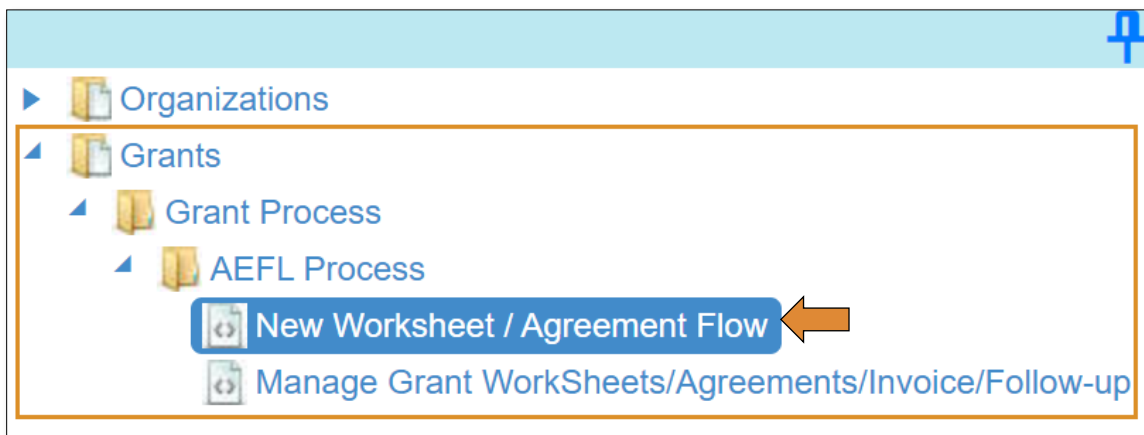 Organizations
Grants
Grant Process
AEFL Process
New Worksheet / Agreement Flow
Manage Grant WorkSheets/Agreements/Invoice/Follow-up